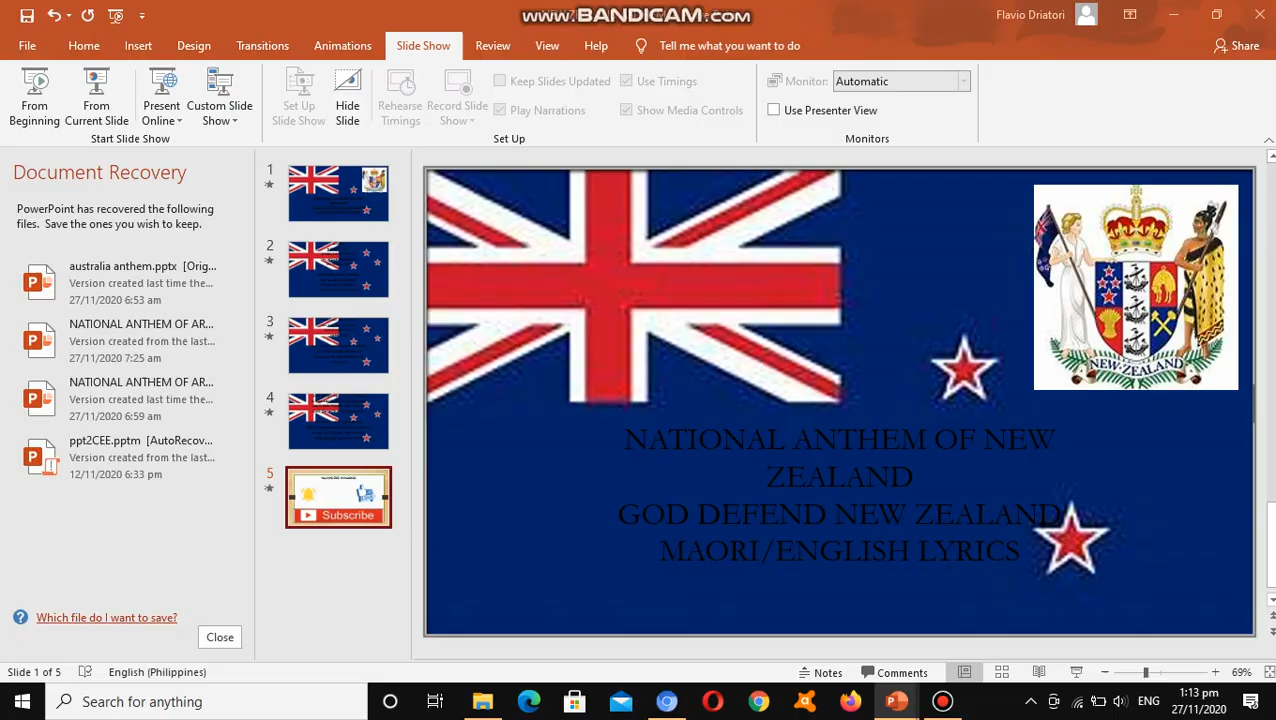 www.BANDICAM.com
Flavio Driatori
File
Home
Insert
Design
Transitions
Animations
Slide Show
Review
View
Help
Tell me what you want to do
Share
From Beginning
From Current Slide
Present Online
Custom Slide Show
Set Up Slide Show
Hide Slide
Rehearse Timings
Record Slide Show
Keep Slides Updated
Play Narrations
Use Timings
Show Media Controls
Monitor:
Automatic
Use Presenter View
Start Slide Show
Set Up
Monitors
Document Recovery
PowerPoint has recovered the following
files. Save the ones you wish to keep.
australia anthem.pptx [Orig...
Version created last time the...
27/11/2020 6:53 am
NATIONAL ANTHEM OF AR...
Version created from the last...
27/11/2020 7:25 am
NATIONAL ANTHEM OF AR...
Version created last time the...
27/11/2020 6:59 am
ppt2CEE.pptm [AutoRecov...
Version created from the last...
12/11/2020 6:33 pm
Which file do I want to save?
Close
1
2
3
4
5
Subscribe
NEW ZEALAND
NATIONAL ANTHEM OF NEW
ZEALAND
GOD DEFEND NEW ZEALAND
MAORI/ENGLISH LYRICS
Slide 1 of 5
English (Philippines)
Notes
Comments
69%
Search for anything
ENG
1:13 pm
27/11/2020